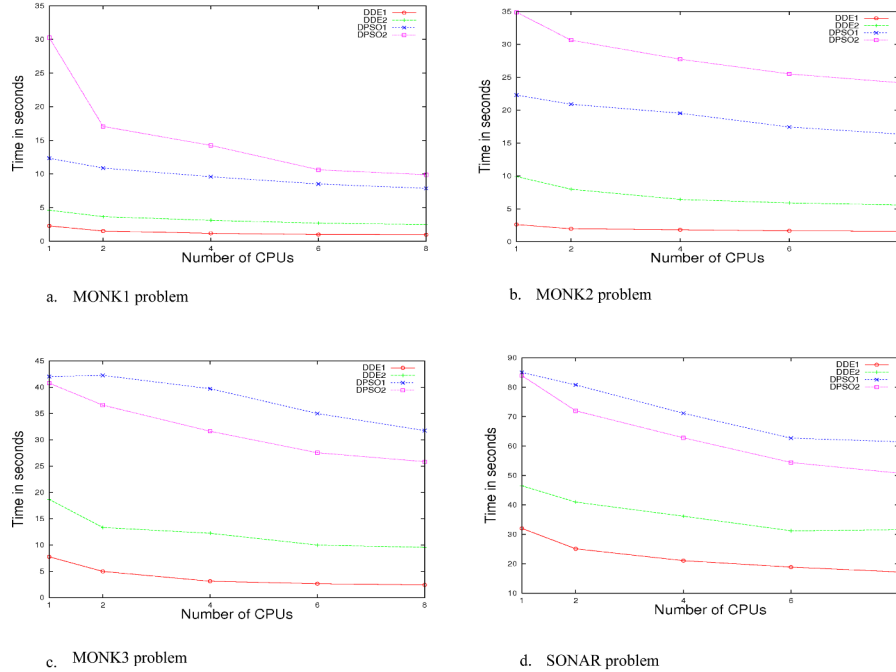 DDE1
DDE2
DPSO1
DPSO2
35
30
25
20
15
10
5
0
Time in seconds
1 2 4 6 8
Number of CPUs
a. MONK1 problem
DDE1
DDE2
DPSO1
DPSO2
35
30
25
20
15
10
5
0
Time in seconds
1 2 4 6
Number of CPUs
b. MONK2 problem
DDE1
DDE2
DPSO1
DPSO2
45
40
35
30
25
20
15
10
5
0
Time in seconds
1 2 4 6 8
Number of CPUs
c. MONK3 problem
DDE1
DDE2
DPSO1
DPSO2
90
80
70
60
50
40
30
20
10
Time in seconds
1 2 4 6
Number of CPUs
d. SONAR problem